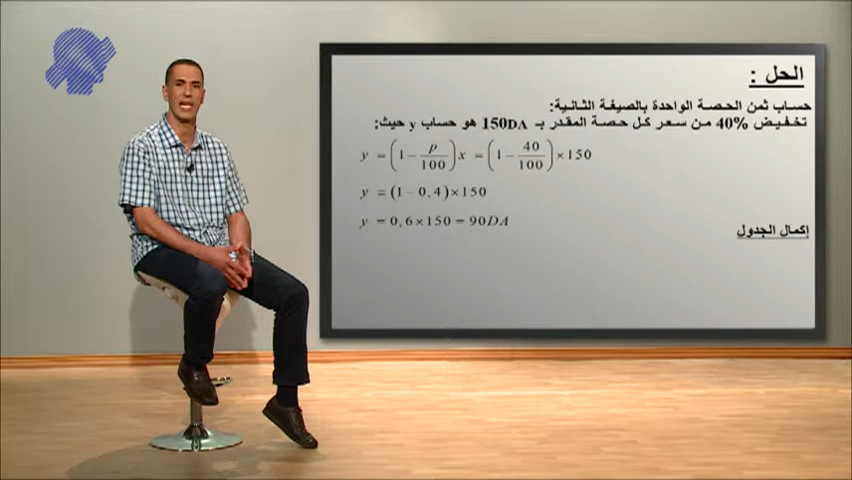 الحل :
حساب ثمن الحصة الواحدة بالصيغة الثانية:
تخفيض 40% من سعر كل حصة المقدر بـ 150DA هو حساب y حيث:
y = (1 − p/100) x = (1 − 40/100) × 150
y = (1 − 0,4) × 150
y = 0,6 × 150 = 90DA
إكمال الجدول